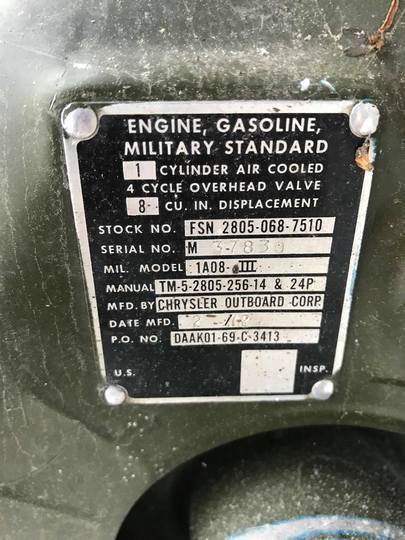 ENGINE, GASOLINE,
MILITARY STANDARD
1 CYLINDER AIR COOLED
4 CYCLE OVERHEAD VALVE
8- CU. IN. DISPLACEMENT
STOCK NO. FSN 2805-068-7510
SERIAL NO. M
MIL. MODEL 1A08-III
MANUAL TM-5-2805-256-14 & 24P
MFD. BY CHRYSLER OUTBOARD CORP.
DATE MFD.
P.O. NO. DAAK01-69-C-3413
U.S. INSP.